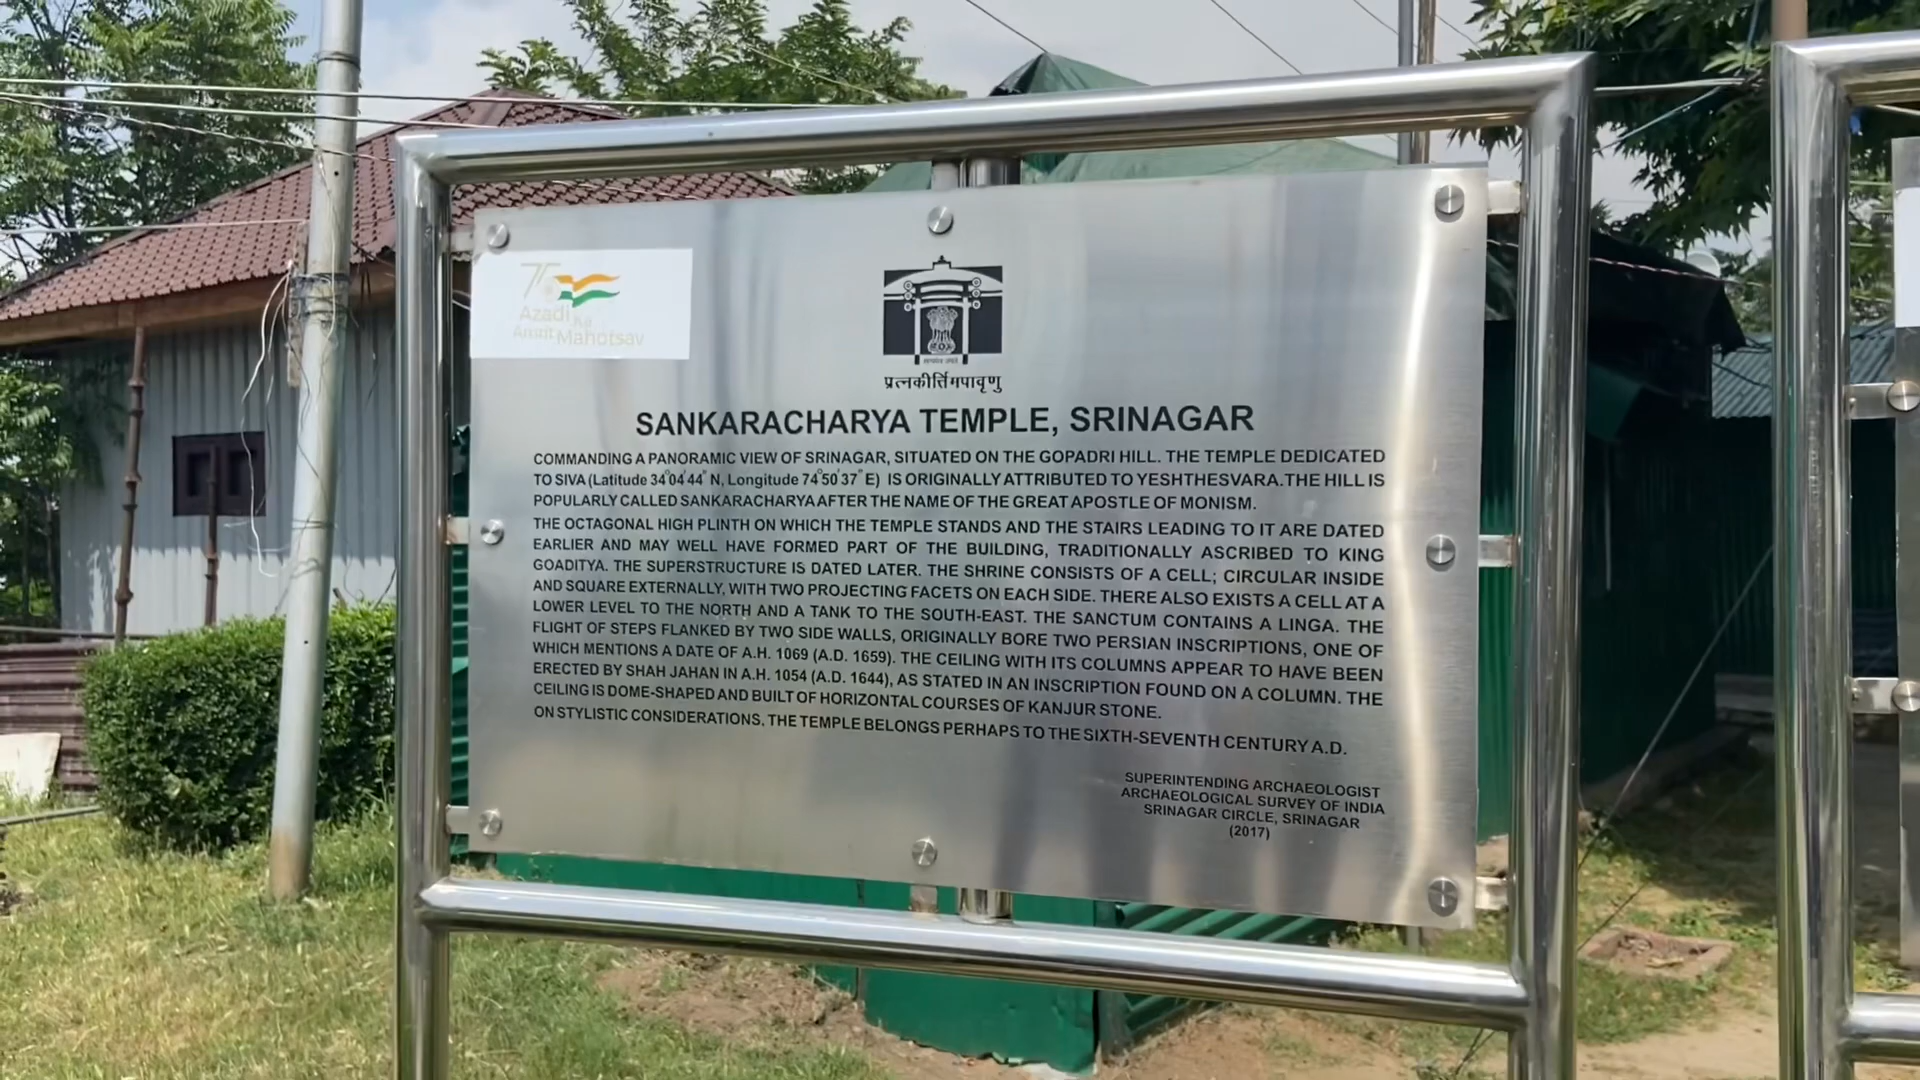 75
Azadi
Ka
Amrit Mahotsav
सत्यमेव जयते
प्रत्नकीर्त्तिमपावृणु
SANKARACHARYA TEMPLE, SRINAGAR
COMMANDING A PANORAMIC VIEW OF SRINAGAR, SITUATED ON THE GOPADRI HILL. THE TEMPLE DEDICATED
TO SIVA (Latitude 34°04'44" N, Longitude 74°50'37" E) IS ORIGINALLY ATTRIBUTED TO YESHTHESVARA.THE HILL IS
POPULARLY CALLED SANKARACHARYA AFTER THE NAME OF THE GREAT APOSTLE OF MONISM.
THE OCTAGONAL HIGH PLINTH ON WHICH THE TEMPLE STANDS AND THE STAIRS LEADING TO IT ARE DATED
EARLIER AND MAY WELL HAVE FORMED PART OF THE BUILDING, TRADITIONALLY ASCRIBED TO KING
GOADITYA. THE SUPERSTRUCTURE IS DATED LATER. THE SHRINE CONSISTS OF A CELL; CIRCULAR INSIDE
AND SQUARE EXTERNALLY, WITH TWO PROJECTING FACETS ON EACH SIDE. THERE ALSO EXISTS A CELL AT A
LOWER LEVEL TO THE NORTH AND A TANK TO THE SOUTH-EAST. THE SANCTUM CONTAINS A LINGA. THE
FLIGHT OF STEPS FLANKED BY TWO SIDE WALLS, ORIGINALLY BORE TWO PERSIAN INSCRIPTIONS, ONE OF
WHICH MENTIONS A DATE OF A.H. 1069 (A.D. 1659). THE CEILING WITH ITS COLUMNS APPEAR TO HAVE BEEN
ERECTED BY SHAH JAHAN IN A.H. 1054 (A.D. 1644), AS STATED IN AN INSCRIPTION FOUND ON A COLUMN. THE
CEILING IS DOME-SHAPED AND BUILT OF HORIZONTAL COURSES OF KANJUR STONE.
ON STYLISTIC CONSIDERATIONS. THE TEMPLE BELONGS PERHAPS TO THE SIXTH-SEVENTH CENTURY A.D.
SUPERINTENDING ARCHAEOLOGIST
ARCHAEOLOGICAL SURVEY OF INDIA
SRINAGAR CIRCLE, SRINAGAR
(2017)